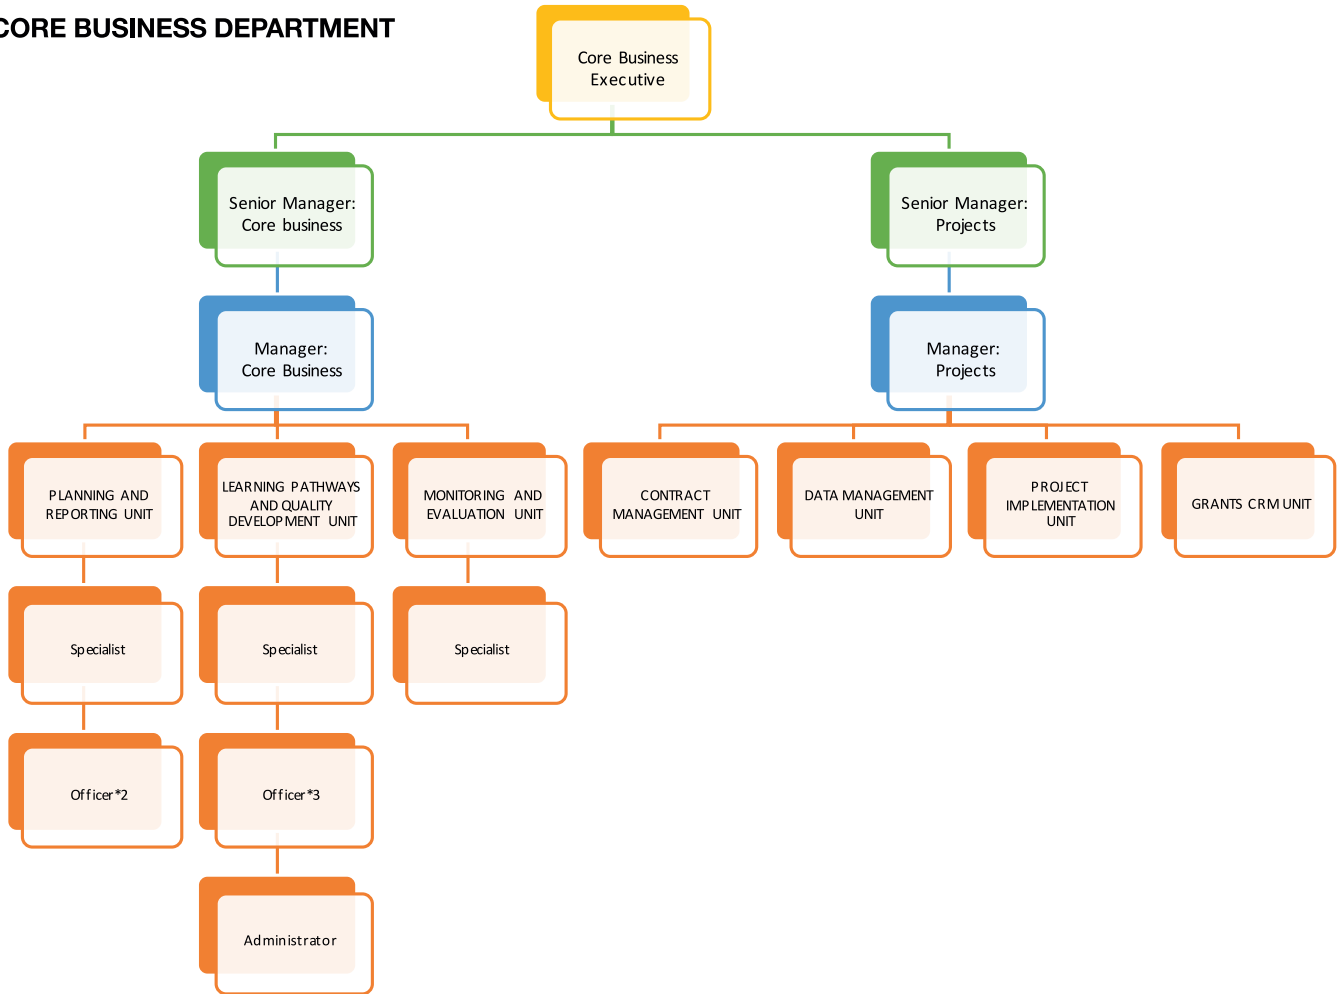 CORE BUSINESS DEPARTMENT
Core Business
Executive
Senior Manager:
Core business
Senior Manager:
Projects
Manager:
Core Business
Manager:
Projects
PLANNING AND
REPORTING UNIT
LEARNING PATHWAYS
AND QUALITY
DEVELOPMENT UNIT
MONITORING AND
EVALUATION UNIT
CONTRACT
MANAGEMENT UNIT
DATA MANAGEMENT
UNIT
PROJECT
IMPLEMENTATION
UNIT
GRANTS CRM UNIT
Specialist
Specialist
Specialist
Officer*2
Officer*3
Administrator